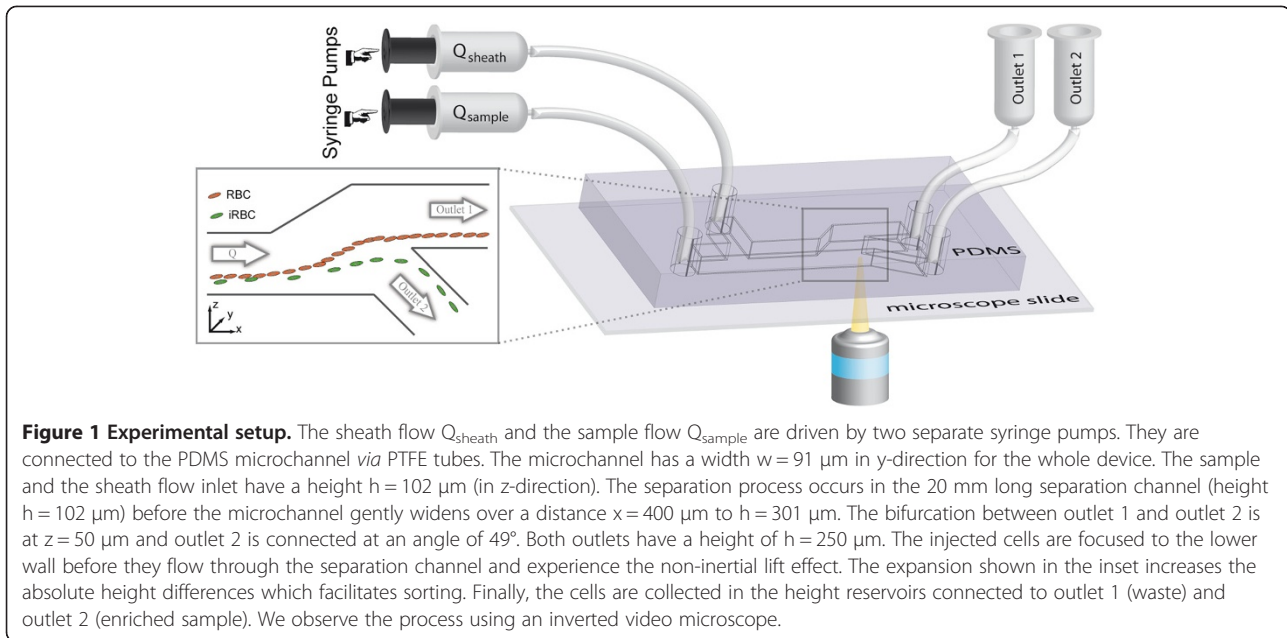 Syringe Pumps
Q sheath
Q sample
Outlet 1
Outlet 2
RBC
iRBC
Outlet 1
Q
Outlet 2
z
y
x
PDMS
microscope slide
Figure 1 Experimental setup. The sheath flow Qsheath and the sample flow Qsample are driven by two separate syringe pumps. They are
connected to the PDMS microchannel via PTFE tubes. The microchannel has a width w = 91 μm in y-direction for the whole device. The sample
and the sheath flow inlet have a height h = 102 μm (in z-direction). The separation process occurs in the 20 mm long separation channel (height
h = 102 μm) before the microchannel gently widens over a distance x = 400 μm to h = 301 μm. The bifurcation between outlet 1 and outlet 2 is
at z = 50 μm and outlet 2 is connected at an angle of 49°. Both outlets have a height of h = 250 μm. The injected cells are focused to the lower
wall before they flow through the separation channel and experience the non-inertial lift effect. The expansion shown in the inset increases the
absolute height differences which facilitates sorting. Finally, the cells are collected in the height reservoirs connected to outlet 1 (waste) and
outlet 2 (enriched sample). We observe the process using an inverted video microscope.